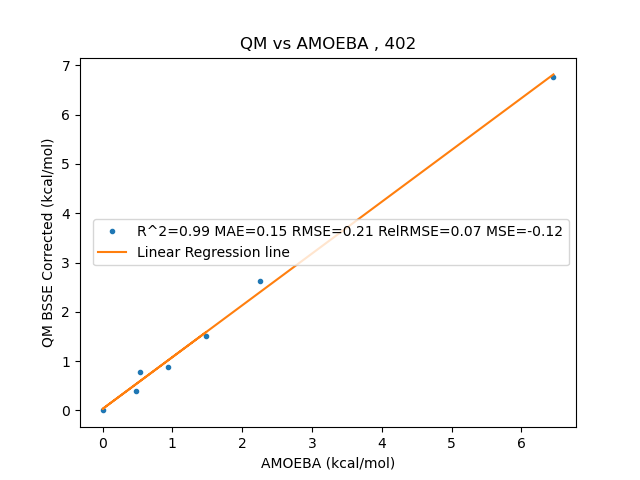 QM vs AMOEBA , 402
QM BSSE Corrected (kcal/mol)
7
6
5
4
3
2
1
0
R^2=0.99 MAE=0.15 RMSE=0.21 RelRMSE=0.07 MSE=-0.12
Linear Regression line
0 1 2 3 4 5 6
AMOEBA (kcal/mol)